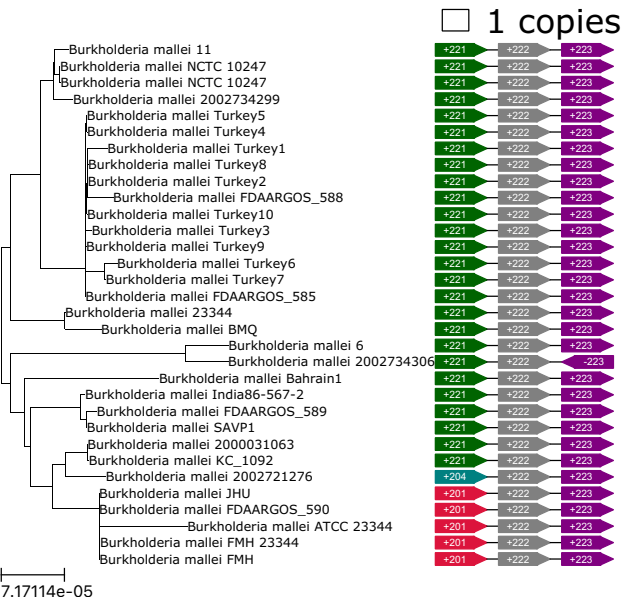 1 copies
Burkholderia mallei 11 +221 +222 +223
Burkholderia mallei NCTC 10247 +221 +222 +223
Burkholderia mallei NCTC 10247 +221 +222 +223
Burkholderia mallei 2002734299 +221 +222 +223
Burkholderia mallei Turkey5 +221 +222 +223
Burkholderia mallei Turkey4 +221 +222 +223
Burkholderia mallei Turkey1 +221 +222 +223
Burkholderia mallei Turkey8 +221 +222 +223
Burkholderia mallei Turkey2 +221 +222 +223
Burkholderia mallei FDAARGOS_588 +221 +222 +223
Burkholderia mallei Turkey10 +221 +222 +223
Burkholderia mallei Turkey3 +221 +222 +223
Burkholderia mallei Turkey9 +221 +222 +223
Burkholderia mallei Turkey6 +221 +222 +223
Burkholderia mallei Turkey7 +221 +222 +223
Burkholderia mallei FDAARGOS_585 +221 +222 +223
Burkholderia mallei 23344 +221 +222 +223
Burkholderia mallei BMQ +221 +222 +223
Burkholderia mallei 6 +221 +222 +223
Burkholderia mallei 2002734306 +221 +222 -223
Burkholderia mallei Bahrain1 +221 +222 +223
Burkholderia mallei India86-567-2 +221 +222 +223
Burkholderia mallei FDAARGOS_589 +221 +222 +223
Burkholderia mallei SAVP1 +221 +222 +223
Burkholderia mallei 2000031063 +221 +222 +223
Burkholderia mallei KC_1092 +221 +222 +223
Burkholderia mallei 2002721276 +204 +222 +223
Burkholderia mallei JHU +201 +222 +223
Burkholderia mallei FDAARGOS_590 +201 +222 +223
Burkholderia mallei ATCC 23344 +201 +222 +223
Burkholderia mallei FMH 23344 +201 +222 +223
Burkholderia mallei FMH +201 +222 +223
7.17114e-05